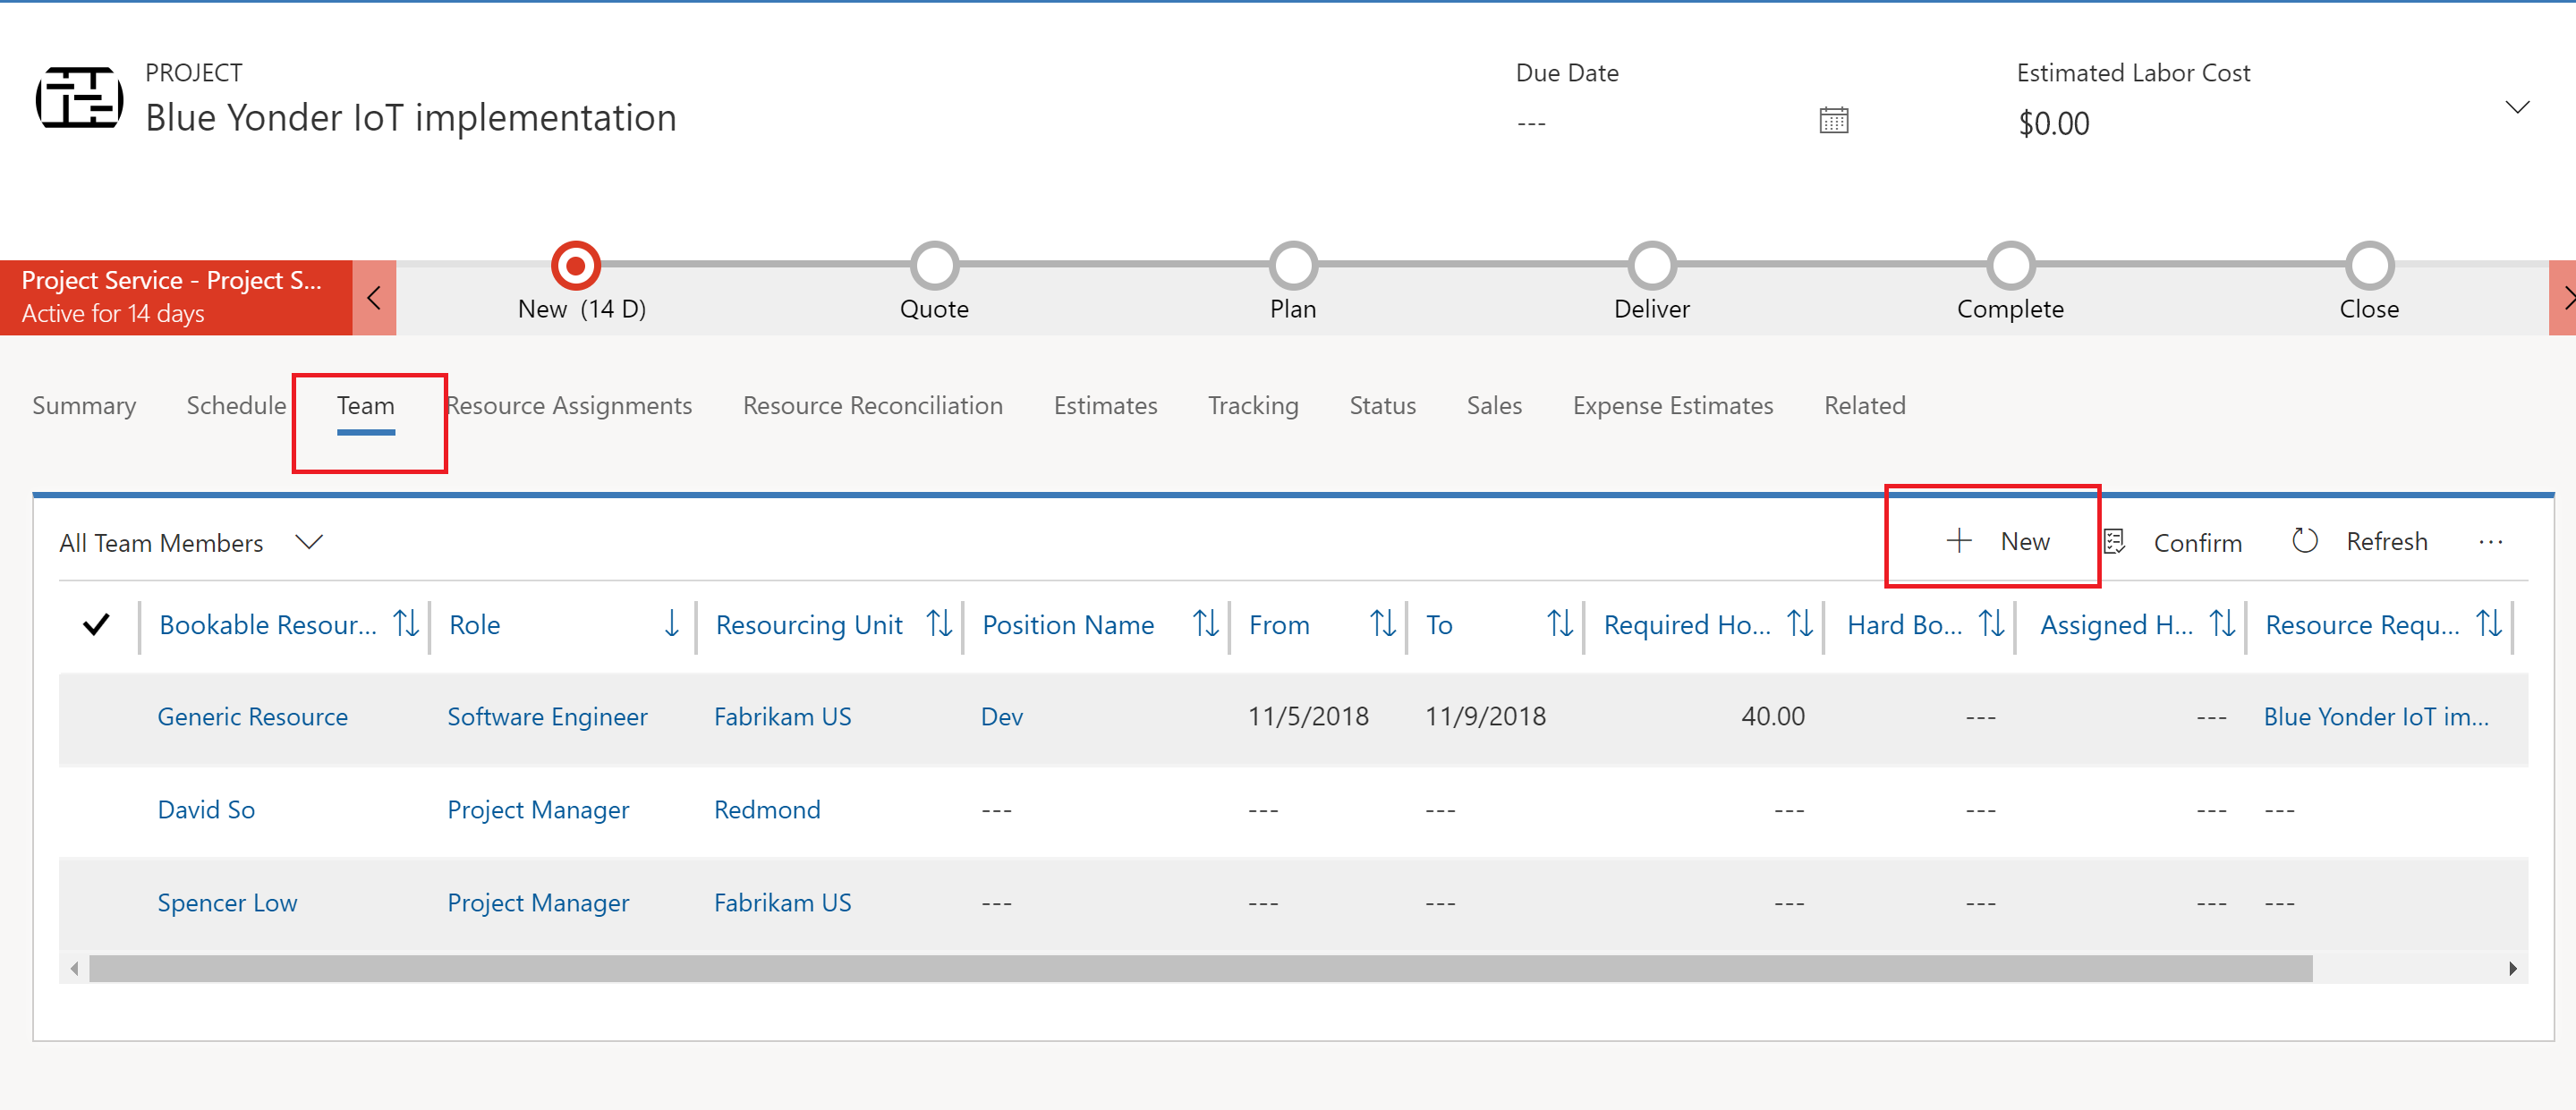 PROJECT
Blue Yonder IoT implementation
Due Date
---
Estimated Labor Cost
$0.00
Project Service - Project S...
Active for 14 days
New (14 D)
Quote
Plan
Deliver
Complete
Close
Summary Schedule Team Resource Assignments Resource Reconciliation Estimates Tracking Status Sales Expense Estimates Related
All Team Members
New Confirm Refresh ...
Bookable Resour... Role Resourcing Unit Position Name From To Required Ho... Hard Bo... Assigned H... Resource Requ...
Generic Resource Software Engineer Fabrikam US Dev 11/5/2018 11/9/2018 40.00 --- --- Blue Yonder IoT im...
David So Project Manager Redmond --- --- --- --- --- --- ---
Spencer Low Project Manager Fabrikam US --- --- --- --- --- --- ---